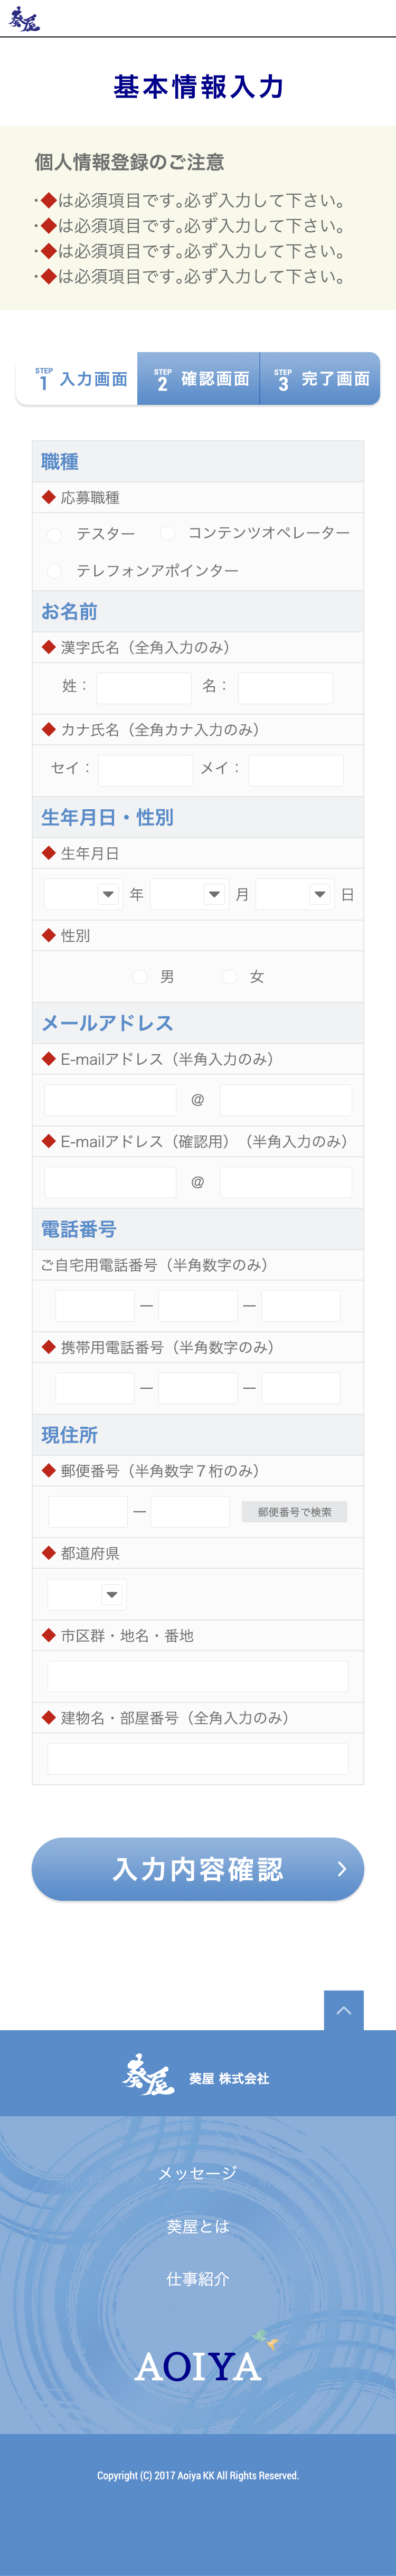 葵屋
基本情報入力
個人情報登録のご注意
・◆は必須項目です。必ず入力して下さい。
・◆は必須項目です。必ず入力して下さい。
・◆は必須項目です。必ず入力して下さい。
・◆は必須項目です。必ず入力して下さい。
STEP 1 入力画面 STEP 2 確認画面 STEP 3 完了画面
職種
◆ 応募職種
テスター コンテンツオペレーター
テレフォンアポインター
お名前
◆ 漢字氏名（全角入力のみ）
姓： 名：
◆ カナ氏名（全角カナ入力のみ）
セイ： メイ：
生年月日・性別
◆ 生年月日
年 月 日
◆ 性別
男 女
メールアドレス
◆ E-mailアドレス（半角入力のみ）
@
◆ E-mailアドレス（確認用）（半角入力のみ）
@
電話番号
ご自宅用電話番号（半角数字のみ）
— —
◆ 携帯用電話番号（半角数字のみ）
— —
現住所
◆ 郵便番号（半角数字７桁のみ）
— 郵便番号で検索
◆ 都道府県
◆ 市区群・地名・番地
◆ 建物名・部屋番号（全角入力のみ）
入力内容確認
葵屋 葵屋 株式会社
メッセージ
葵屋とは
仕事紹介
AOIYA
Copyright (C) 2017 Aoiya KK All Rights Reserved.